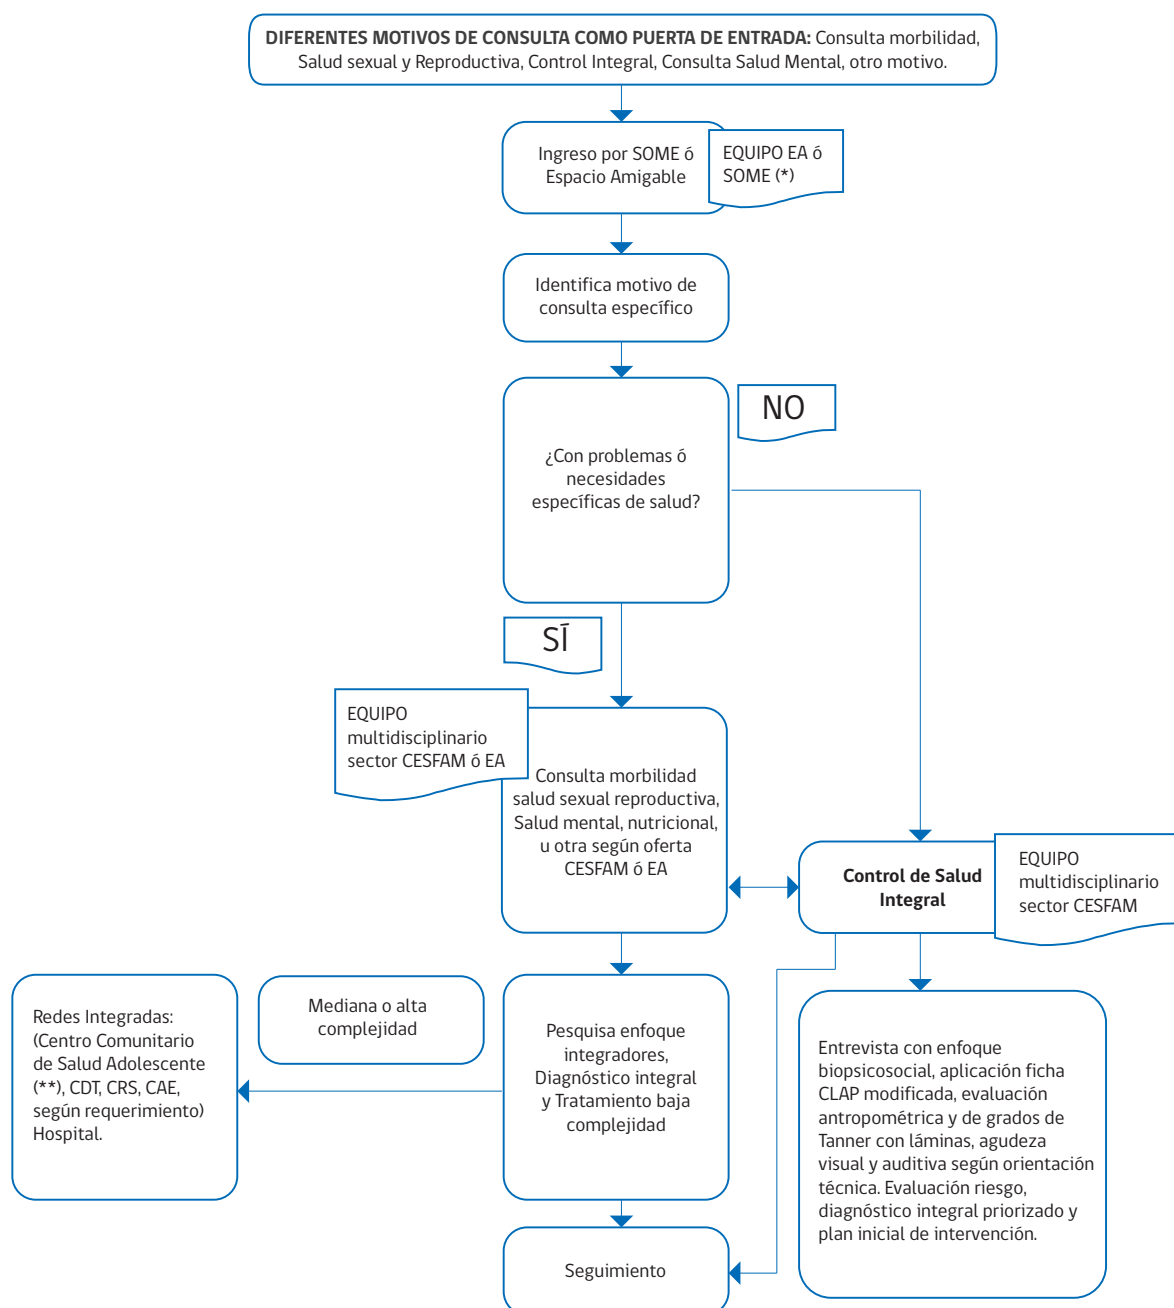 DIFERENTES MOTIVOS DE CONSULTA COMO PUERTA DE ENTRADA: Consulta morbilidad,
Salud sexual y Reproductiva, Control Integral, Consulta Salud Mental, otro motivo.
Ingreso por SOME ó
Espacio Amigable
EQUIPO EA ó
SOME (*)
Identifica motivo de
consulta específico
¿Con problemas ó
necesidades
específicas de salud?
NO
SÍ
EQUIPO
multidisciplinario
sector CESFAM ó EA
Consulta morbilidad
salud sexual reproductiva,
Salud mental, nutricional,
u otra según oferta
CESFAM ó EA
Control de Salud
Integral
EQUIPO
multidisciplinario
sector CESFAM
Redes Integradas:
(Centro Comunitario
de Salud Adolescente
(**), CDT, CRS, CAE,
según requerimiento)
Hospital.
Mediana o alta
complejidad
Pesquisa enfoque
integradores,
Diagnóstico integral
y Tratamiento baja
complejidad
Entrevista con enfoque
biopsicosocial, aplicación ficha
CLAP modificada, evaluación
antropométrica y de grados de
Tanner con láminas, agudeza
visual y auditiva según orientación
técnica. Evaluación riesgo,
diagnóstico integral priorizado y
plan inicial de intervención.
Seguimiento